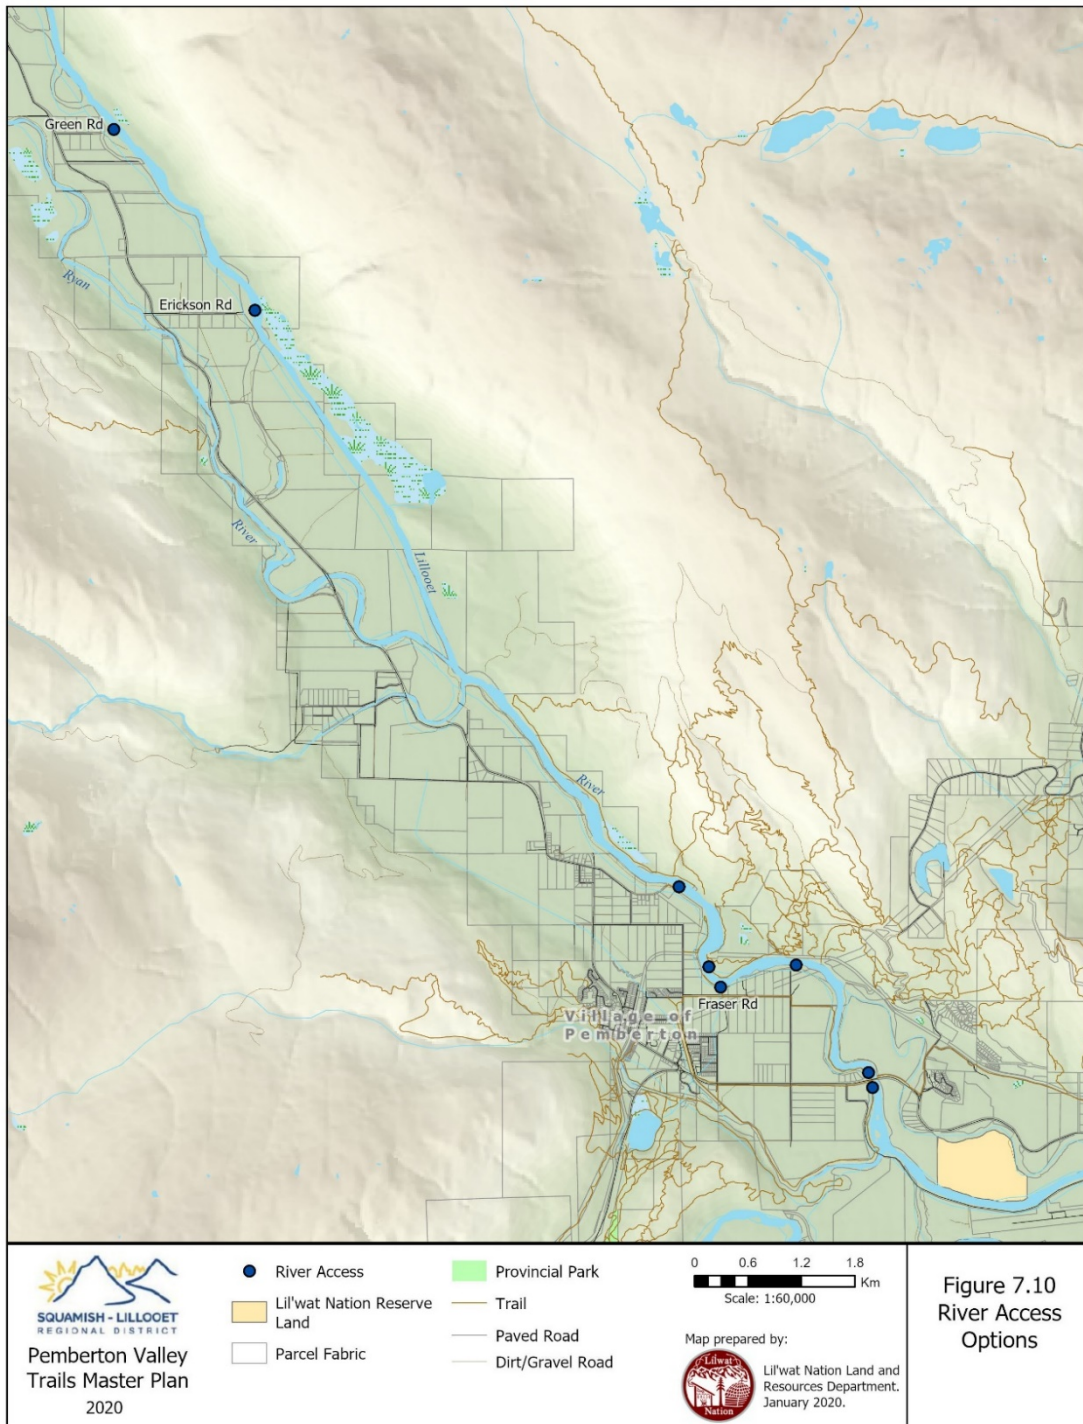 Green Rd
Ryan
Erickson Rd
River
Lillooet
River
Fraser Rd
Village of
Pemberton
SQUAMISH - LILLOOET
REGIONAL DISTRICT
Pemberton Valley
Trails Master Plan
2020
River Access
Lil'wat Nation Reserve
Land
Parcel Fabric
Provincial Park
Trail
Paved Road
Dirt/Gravel Road
0 0.6 1.2 1.8
Km
Scale: 1:60,000
Map prepared by:
Lilwat
Nation
Lil'wat Nation Land and
Resources Department.
January 2020.
Figure 7.10
River Access
Options